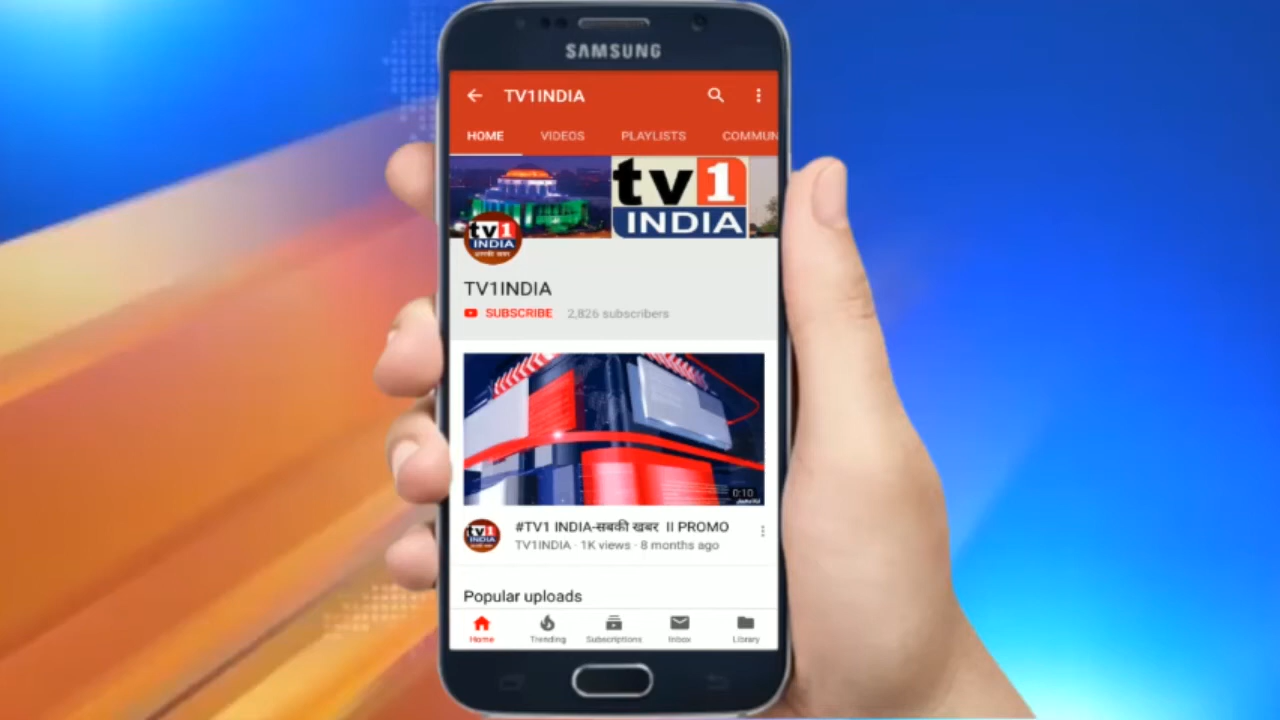 SAMSUNG
TV1INDIA
HOME VIDEOS PLAYLISTS COMMUN
tv1
INDIA
tv1
INDIA
TV1INDIA
SUBSCRIBE 2,826 subscribers
0:10
#TV1 INDIA-सबकी खबर II PROMO
TV1INDIA · 1K views · 8 months ago
tv1
INDIA
Popular uploads
Home Trending Subscriptions Inbox Library